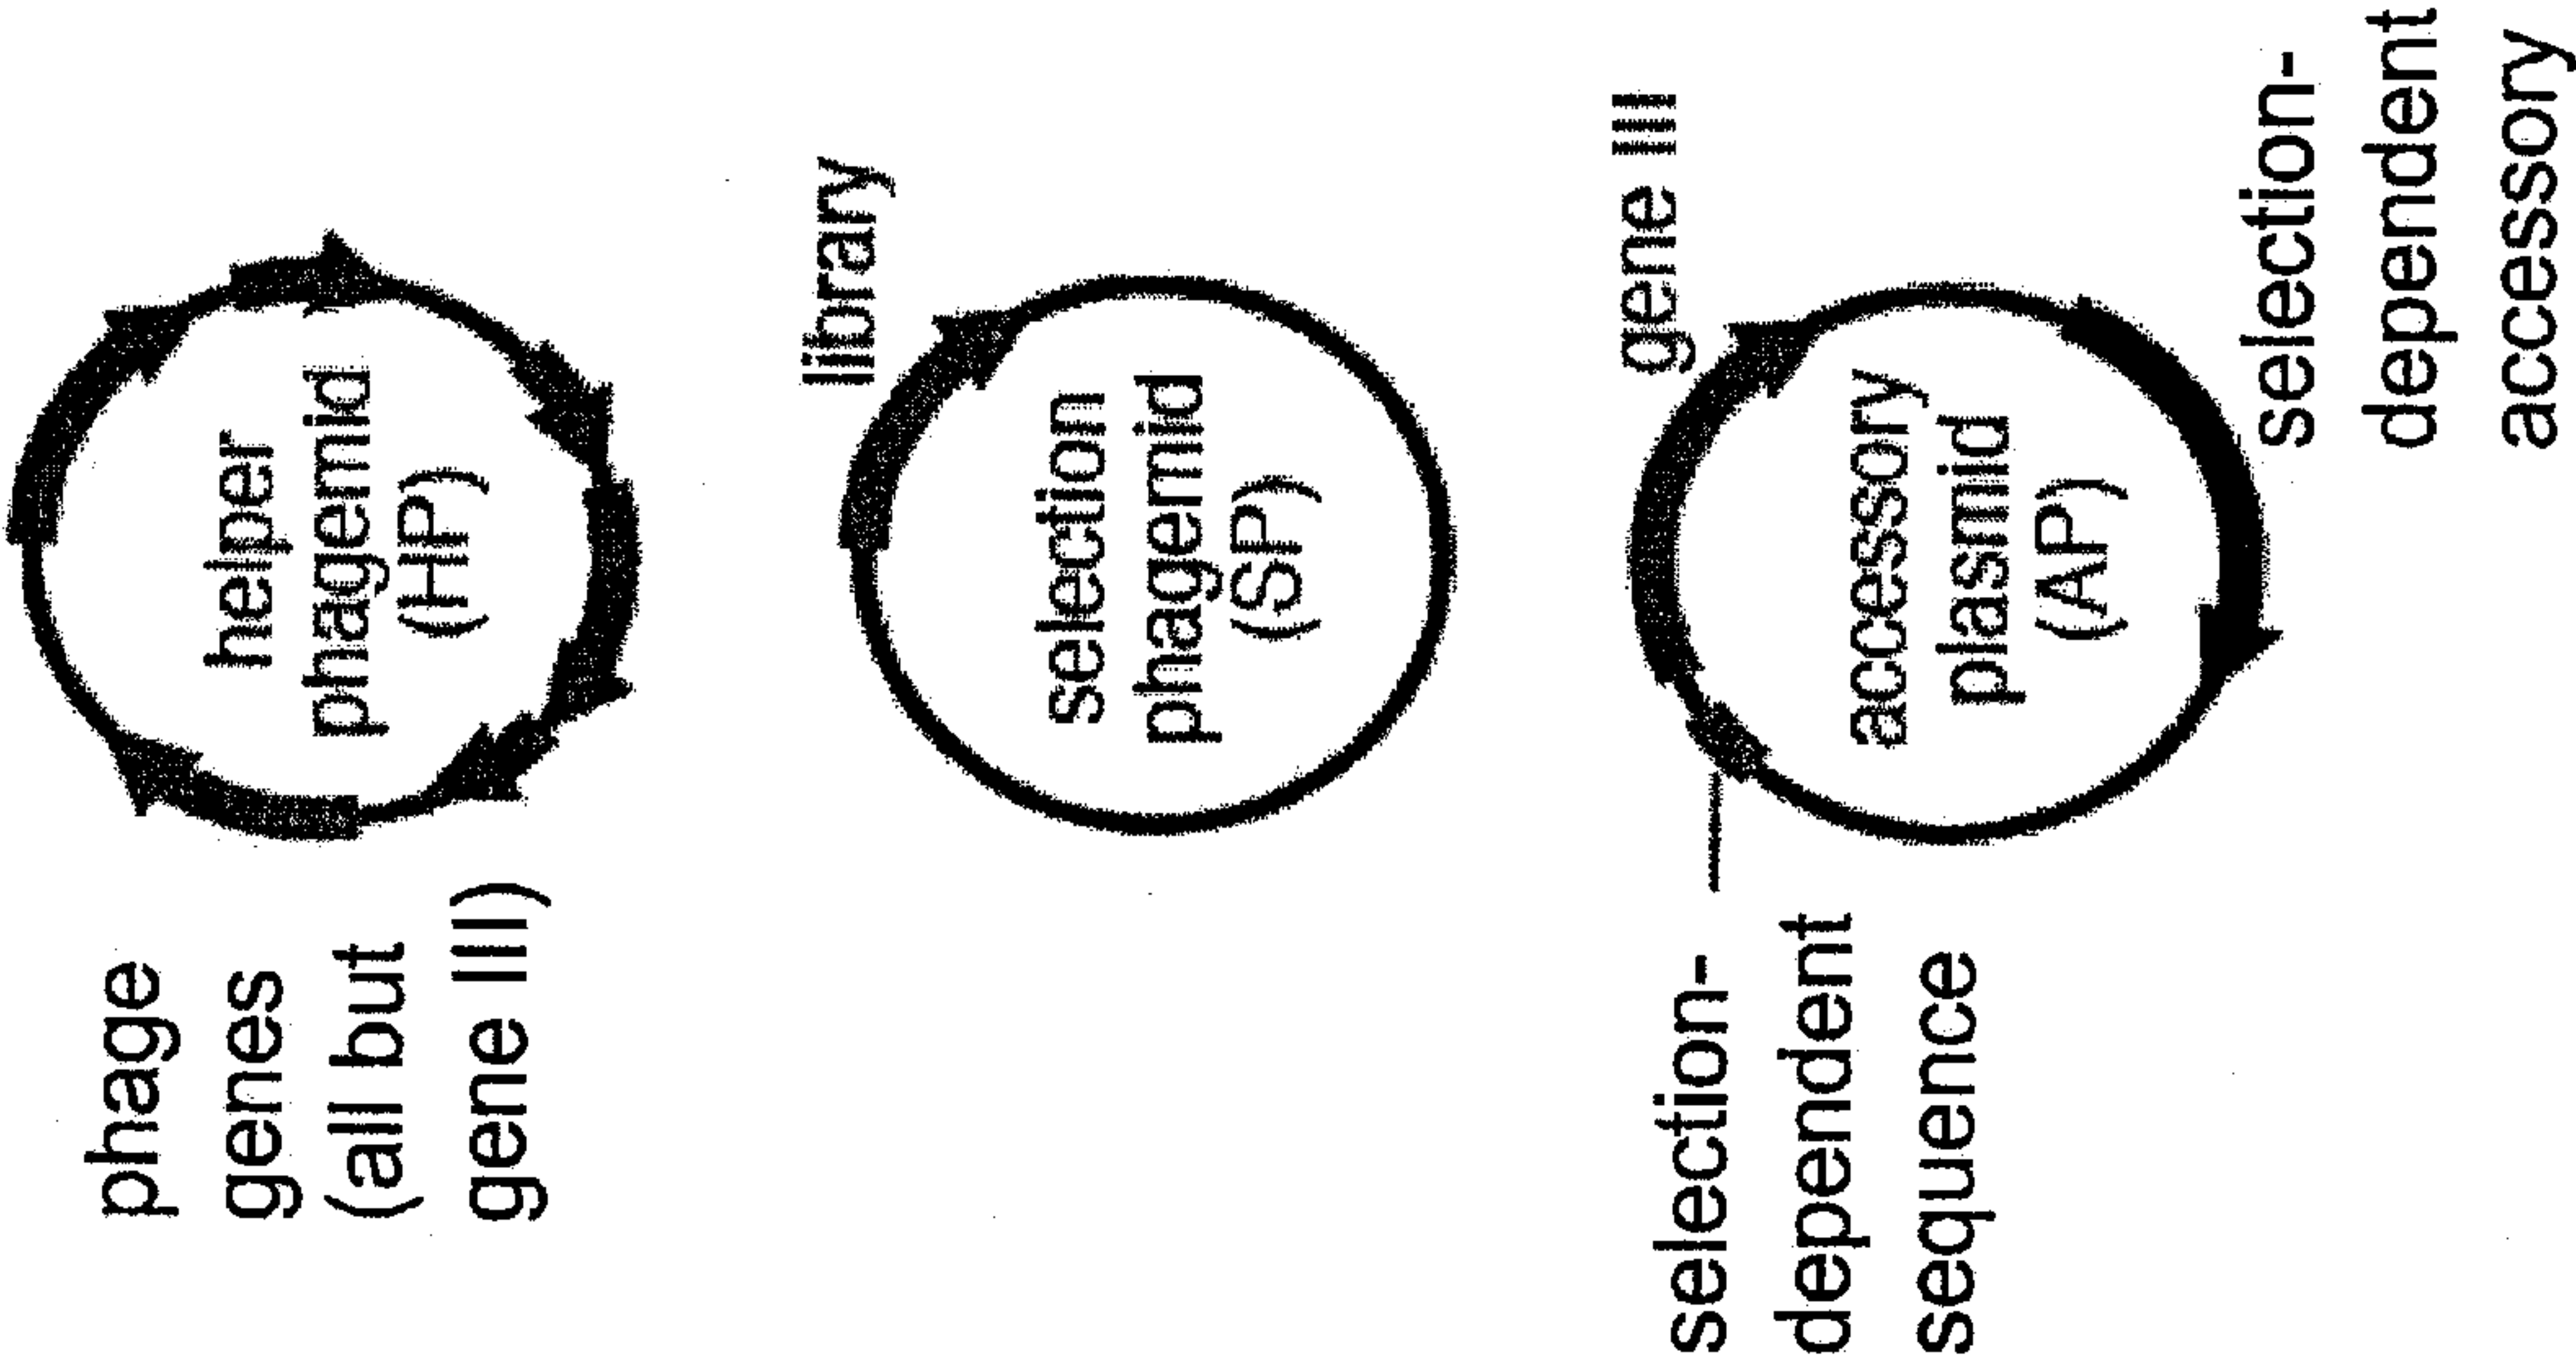 phage
genes
(all but
gene III)
helper
phagemid
(HP)
library
selection
phagemid
(SP)
gene III
accessory
plasmid
(AP)
selection-
dependent
sequence
selection-
dependent
accessory